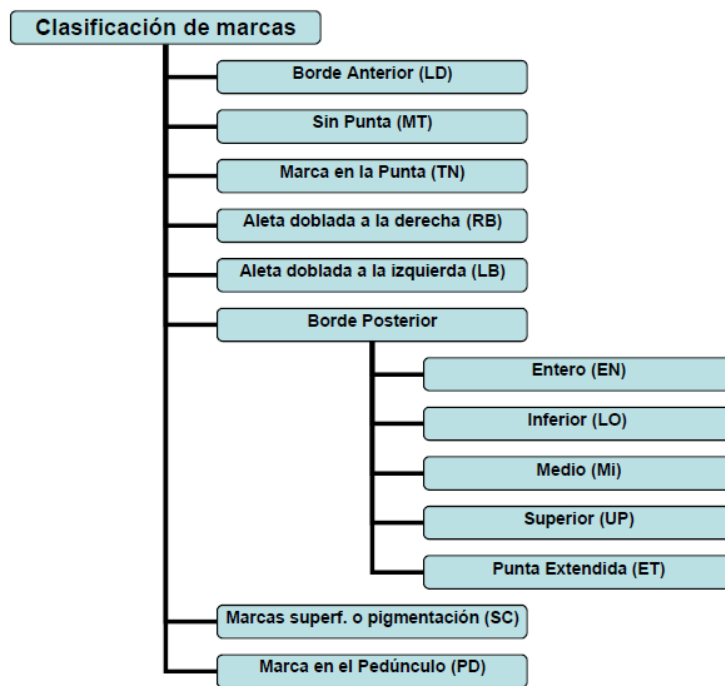 Clasificación de marcas
Borde Anterior (LD)
Sin Punta (MT)
Marca en la Punta (TN)
Aleta doblada a la derecha (RB)
Aleta doblada a la izquierda (LB)
Borde Posterior
Entero (EN)
Inferior (LO)
Medio (Mi)
Superior (UP)
Punta Extendida (ET)
Marcas superf. o pigmentación (SC)
Marca en el Pedúnculo (PD)